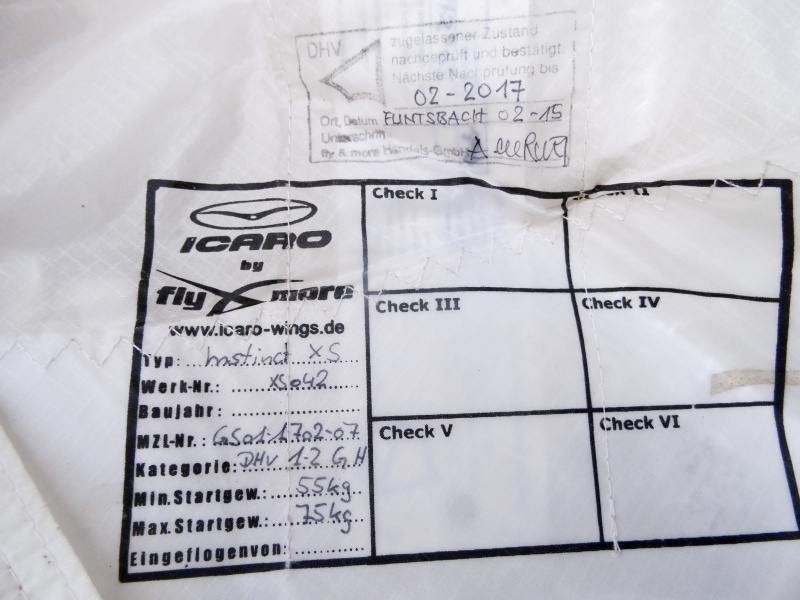 DHV
zugelassener Zustand
nachgeprüft und bestätigt.
Nächste Nachprüfung bis
02-2017
Ort, Datum FLINTSBACH 02-15
Unterschrift
fly & more Handels-GmbH
ICARO
by
fly more
www.icaro-wings.de
Typ: Instinct XS
Werk-Nr.: XS042
Baujahr:
MZL-Nr.: GS01-1702-07
Kategorie: DHV 1-2 GH
Min.Startgew.: 55kg
Max.Startgew.: 75kg
Eingeflogenvon:
Check I
Check II
Check III
Check IV
Check V
Check VI